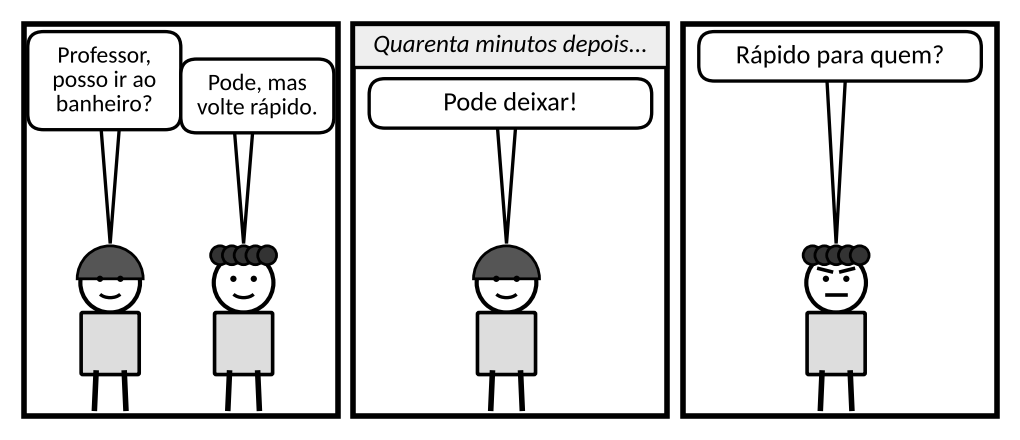 Professor,
posso ir ao
banheiro?
Pode, mas
volte rápido.
Quarenta minutos depois...
Pode deixar!
Rápido para quem?